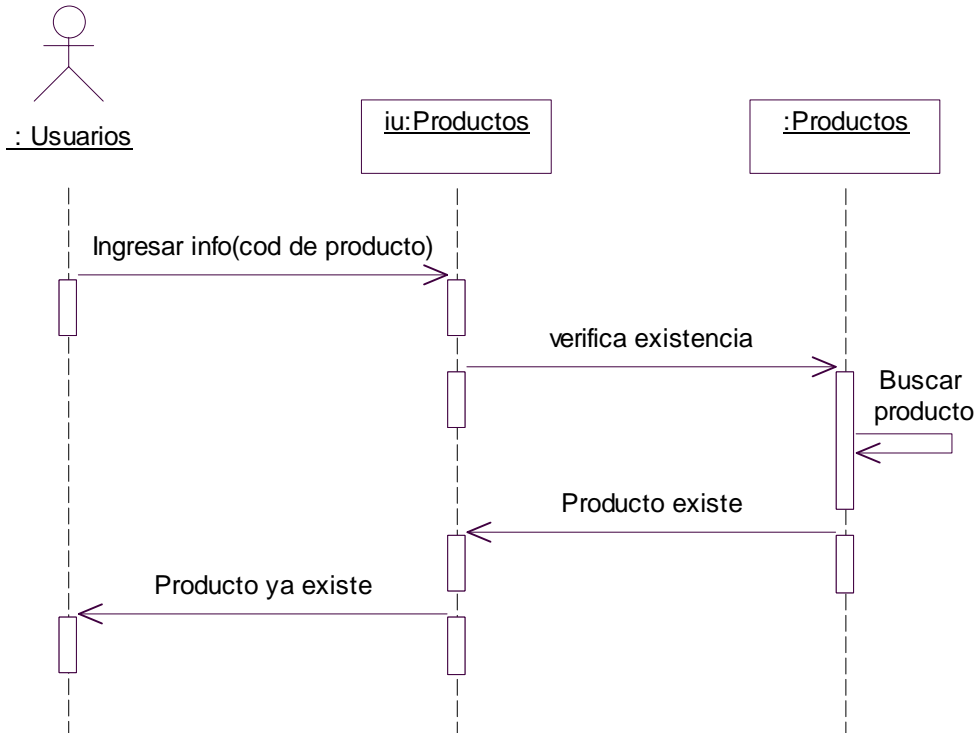 : Usuarios
iu:Productos
:Productos
Ingresar info(cod de producto)
verifica existencia
Buscar
producto
Producto existe
Producto ya existe